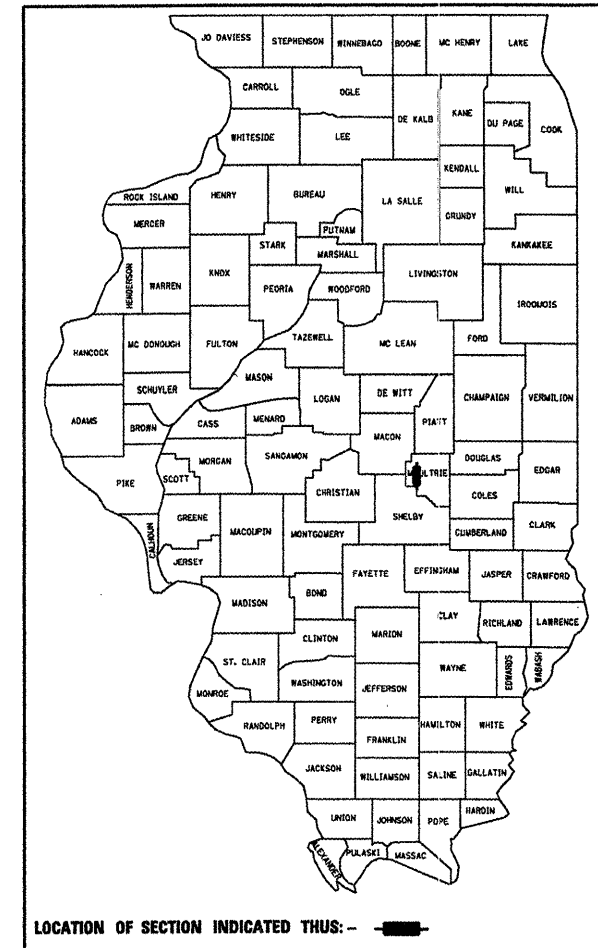 JO DAVIESS STEPHENSON WINNEBAGO BOONE MC HENRY LAKE
CARROLL OGLE DE KALB KANE DU PAGE COOK
WHITESIDE LEE KENDALL WILL
ROCK ISLAND HENRY BUREAU LA SALLE GRUNDY
MERCER STARK PUTNAM KANKAKEE
HENDERSON WARREN KNOX MARSHALL LIVINGSTON
PEORIA WOODFORD IROQUOIS
HANCOCK MC DONOUGH FULTON TAZEWELL MC LEAN FORD
SCHUYLER MASON LOGAN DE WITT CHAMPAIGN VERMILION
ADAMS BROWN CASS MENARD MACON PIATT
PIKE SCOTT MORGAN SANGAMON CHRISTIAN MOULTRIE DOUGLAS EDGAR
COLES
CALHOUN GREENE MACOUPIN MONTGOMERY SHELBY CUMBERLAND CLARK
JERSEY FAYETTE EFFINGHAM JASPER CRAWFORD
MADISON BOND CLAY RICHLAND LAWRENCE
CLINTON MARION
ST. CLAIR WASHINGTON WAYNE EDWARDS WABASH
MONROE JEFFERSON
RANDOLPH PERRY HAMILTON WHITE
FRANKLIN
JACKSON WILLIAMSON SALINE GALLATIN
UNION JOHNSON POPE HARDIN
ALEXANDER PULASKI MASSAC
LOCATION OF SECTION INDICATED THUS: -